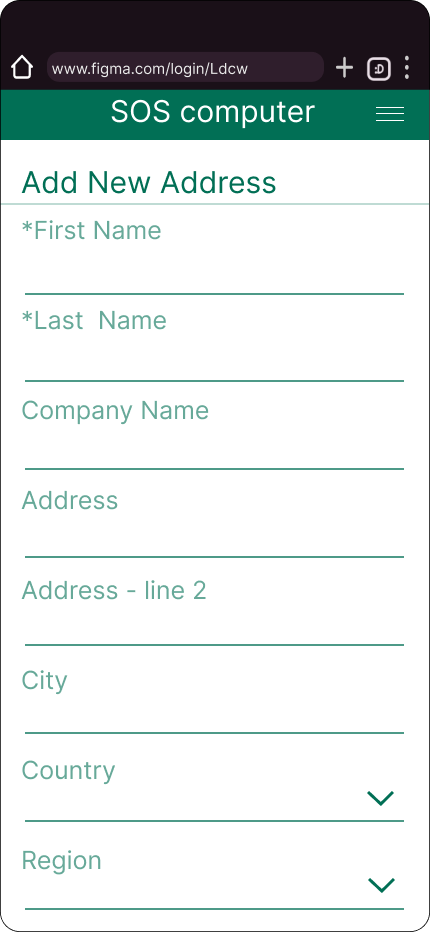 www.figma.com/login/Ldcw
:D
SOS computer
Add New Address
*First Name
*Last  Name
Company Name
Address
Address - line 2
City
Country
Region